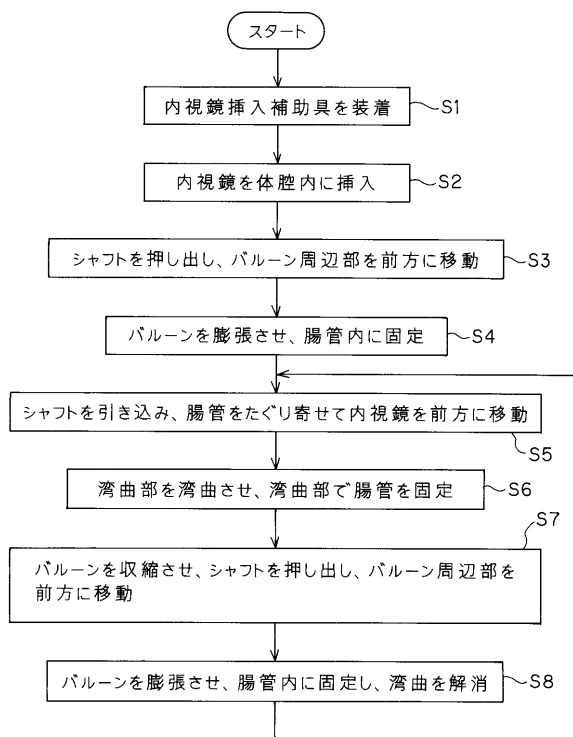 スタート
内視鏡挿入補助具を装着
S1
内視鏡を体腔内に挿入
S2
シャフトを押し出し、バルーン周辺部を前方に移動
S3
バルーンを膨張させ、腸管内に固定
S4
シャフトを引き込み、腸管をたぐり寄せて内視鏡を前方に移動
S5
湾曲部を湾曲させ、湾曲部で腸管を固定
S6
S7
バルーンを収縮させ、シャフトを押し出し、バルーン周辺部を
前方に移動
バルーンを膨張させ、腸管内に固定し、湾曲を解消
S8